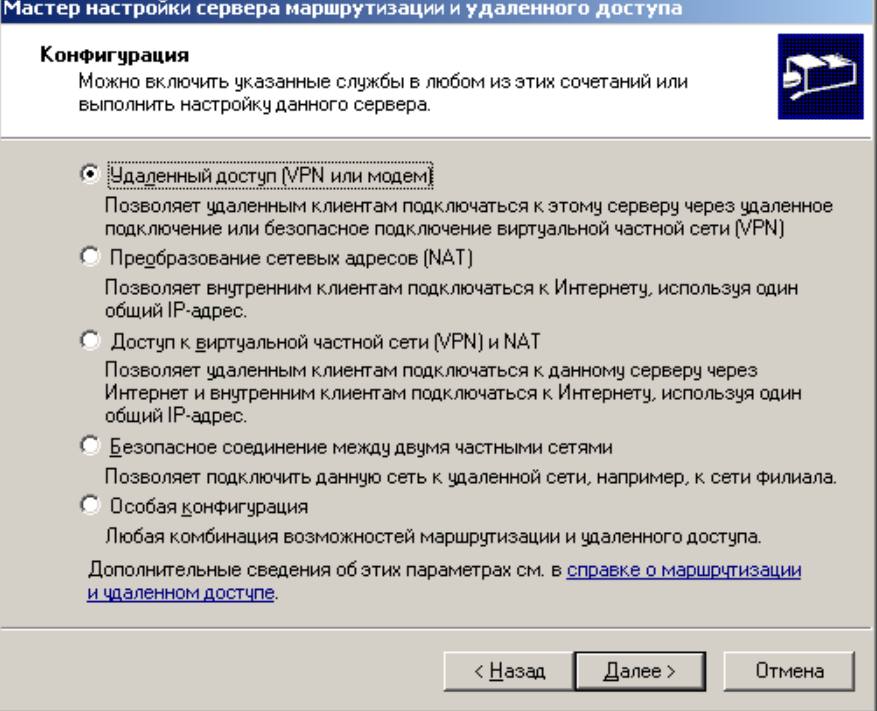 Мастер настройки сервера маршрутизации и удаленного доступа
Конфигурация
Можно включить указанные службы в любом из этих сочетаний или
выполнить настройку данного сервера.
Удаленный доступ (VPN или модем)
Позволяет удаленным клиентам подключаться к этому серверу через удаленное
подключение или безопасное подключение виртуальной частной сети (VPN)
Преобразование сетевых адресов (NAT)
Позволяет внутренним клиентам подключаться к Интернету, используя один
общий IP-адрес.
Доступ к виртуальной частной сети (VPN) и NAT
Позволяет удаленным клиентам подключаться к данному серверу через
Интернет и внутренним клиентам подключаться к Интернету, используя один
общий IP-адрес.
Безопасное соединение между двумя частными сетями
Позволяет подключить данную сеть к удаленной сети, например, к сети филиала.
Особая конфигурация
Любая комбинация возможностей маршрутизации и удаленного доступа.
Дополнительные сведения об этих параметрах см. в справке о маршрутизации
и удаленном доступе.
< Назад
Далее >
Отмена